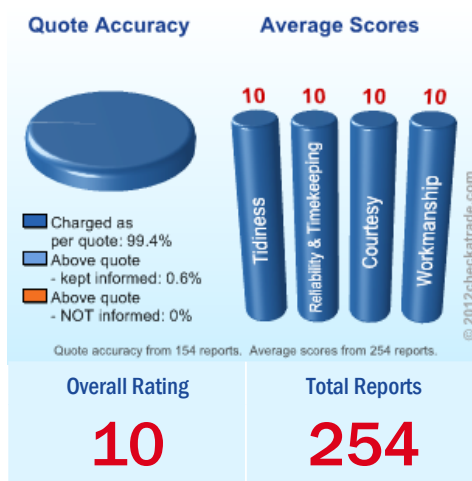 Quote Accuracy
Average Scores
10 10 10 10
Tidiness
Reliability & Timekeeping
Courtesy
Workmanship
Charged as
per quote: 99.4%
Above quote
- kept informed: 0.6%
Above quote
- NOT informed: 0%
© 2012checkatrade.com
Quote accuracy from 154 reports. Average scores from 254 reports.
Overall Rating
10
Total Reports
254